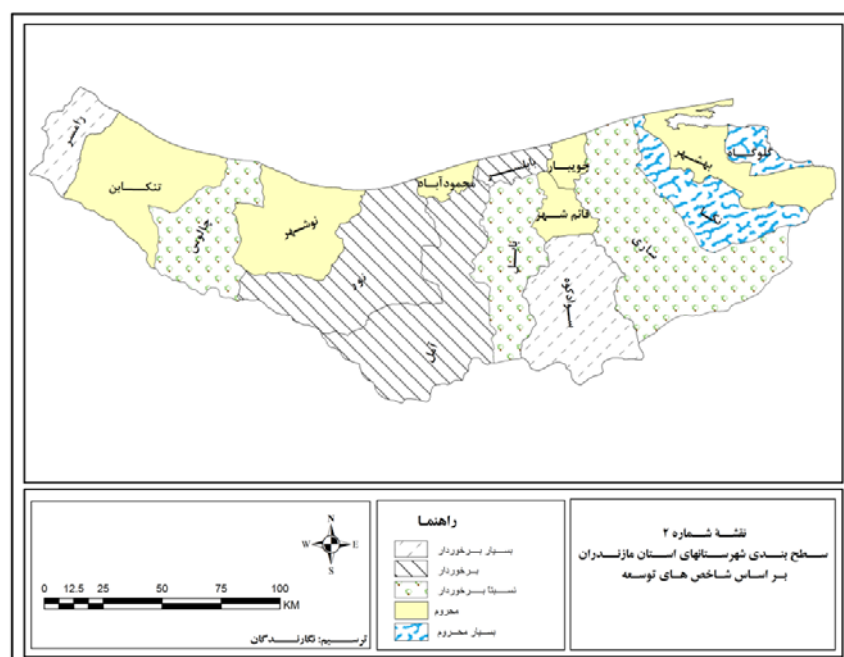 رامسر
تنکابن
چالوس
نوشهر
نور
آمل
محمودآباد
بابلسر
بابل
جویبار
قائم شهر
سوادکوه
ساری
نکا
بهشهر
گلوگاه
N
W
E
S
0 12.5 25 50 75 100
KM
ترسیم: نگارندگان
راهنما
بسیار برخوردار
برخوردار
نسبتا برخوردار
محروم
بسیار محروم
نقشهٔ شماره ۲
سطح بندی شهرستانهای استان مازندران
بر اساس شاخص های توسعه